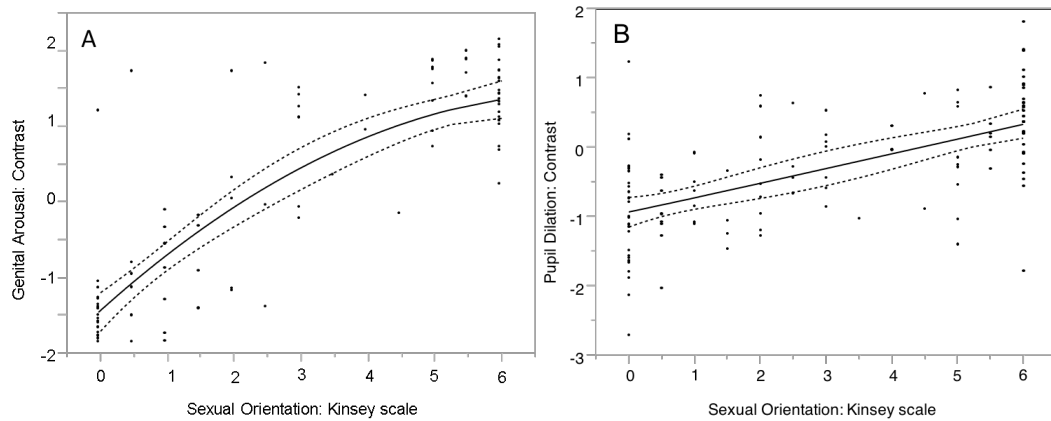 A
Genital Arousal: Contrast
2
1
0
-1
-2
0 1 2 3 4 5 6
Sexual Orientation: Kinsey scale
B
Pupil Dilation: Contrast
2
1
0
-1
-2
-3
0 1 2 3 4 5 6
Sexual Orientation: Kinsey scale